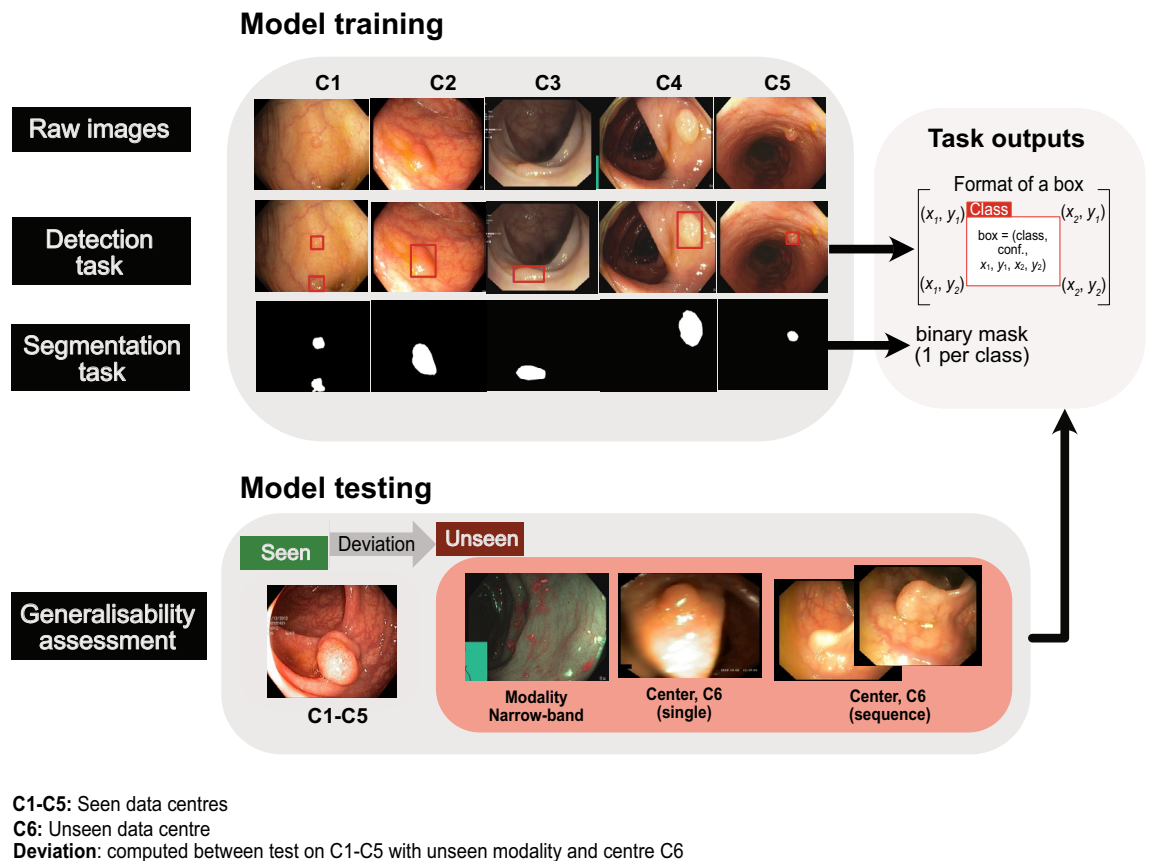 Model training
C1 C2 C3 C4 C5
Raw images
Detection
task
Segmentation
task
Task outputs
Format of a box
(x1, y1) Class (x2, y1)
box = (class,
conf.,
x1, y1, x2, y2)
(x1, y2) (x2, y2)
binary mask
(1 per class)
Model testing
Seen Deviation Unseen
Generalisability
assessment
C1-C5
Modality
Narrow-band
Center, C6
(single)
Center, C6
(sequence)
C1-C5: Seen data centres
C6: Unseen data centre
Deviation: computed between test on C1-C5 with unseen modality and centre C6